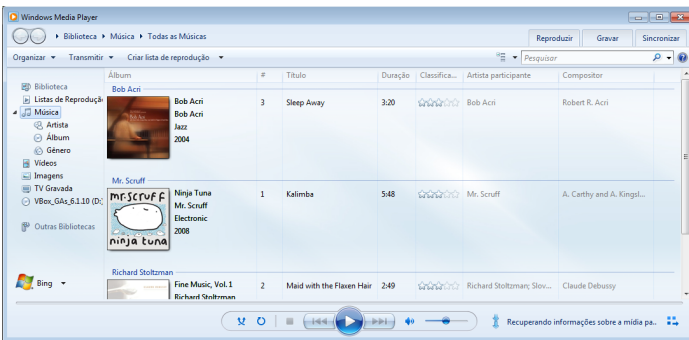 Windows Media Player
Biblioteca ▸ Música ▸ Todas as Músicas
Reproduzir Gravar Sincronizar
Organizar Transmitir Criar lista de reprodução Pesquisar
Álbum # Título Duração Classifica... Artista participante Compositor
Biblioteca
Listas de Reproduçã
Música
Artista
Álbum
Gênero
Vídeos
Imagens
TV Gravada
VBox_GAs_6.1.10 (D:)
Outras Bibliotecas
Bing
Bob Acri
Bob Acri 3 Sleep Away 3:20 Bob Acri Robert R. Acri
Bob Acri
Jazz
2004
Mr. Scruff
mr.scruff
ninja tuna
Ninja Tuna 1 Kalimba 5:48 Mr. Scruff A. Carthy and A. Kingsl...
Mr. Scruff
Electronic
2008
Richard Stoltzman
Fine Music, Vol. 1 2 Maid with the Flaxen Hair 2:49 Richard Stoltzman; Slov... Claude Debussy
Richard Stoltzman
Recuperando informações sobre a mídia pa..